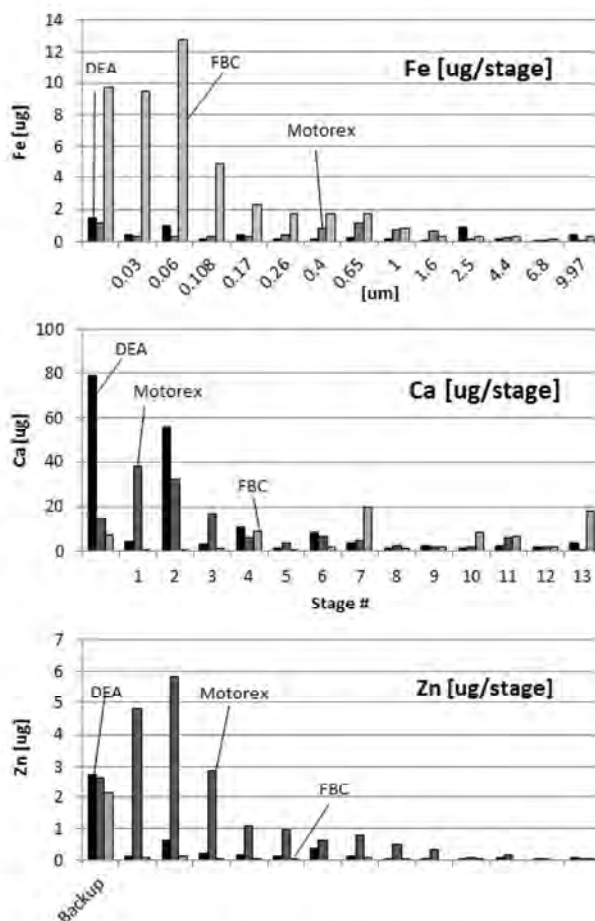 Fe [ug/stage]
Fe [ug]
14
12
10
8
6
4
2
0
DEA
FBC
Motorex
0.03 0.06 0.108 0.17 0.26 0.4 0.65 1 1.6 2.5 4.4 6.8 9.97
[um]
Ca [ug/stage]
Ca [ug]
100
80
60
40
20
0
DEA
Motorex
FBC
1 2 3 4 5 6 7 8 9 10 11 12 13
Stage #
Zn [ug/stage]
Zn [ug]
7
6
5
4
3
2
1
0
DEA
Motorex
FBC
Backup